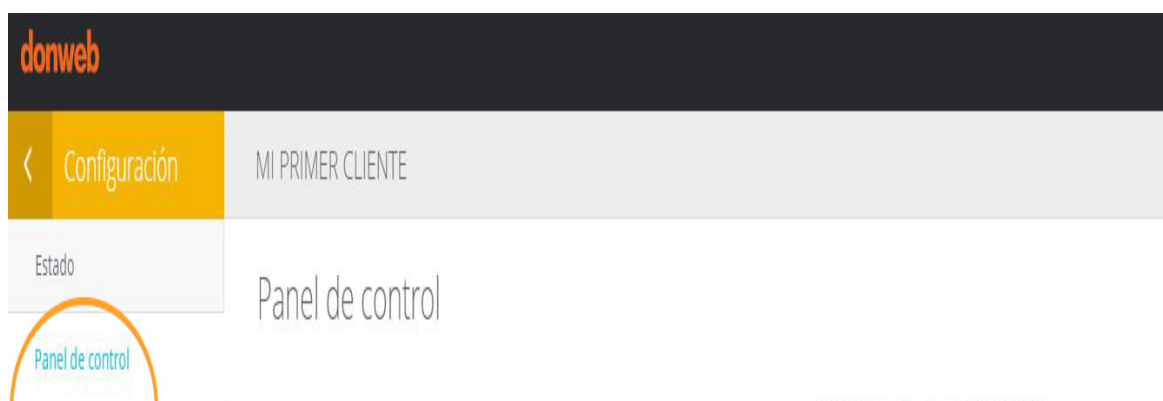 donweb
Configuración
MI PRIMER CLIENTE
Estado
Panel de control
Panel de control